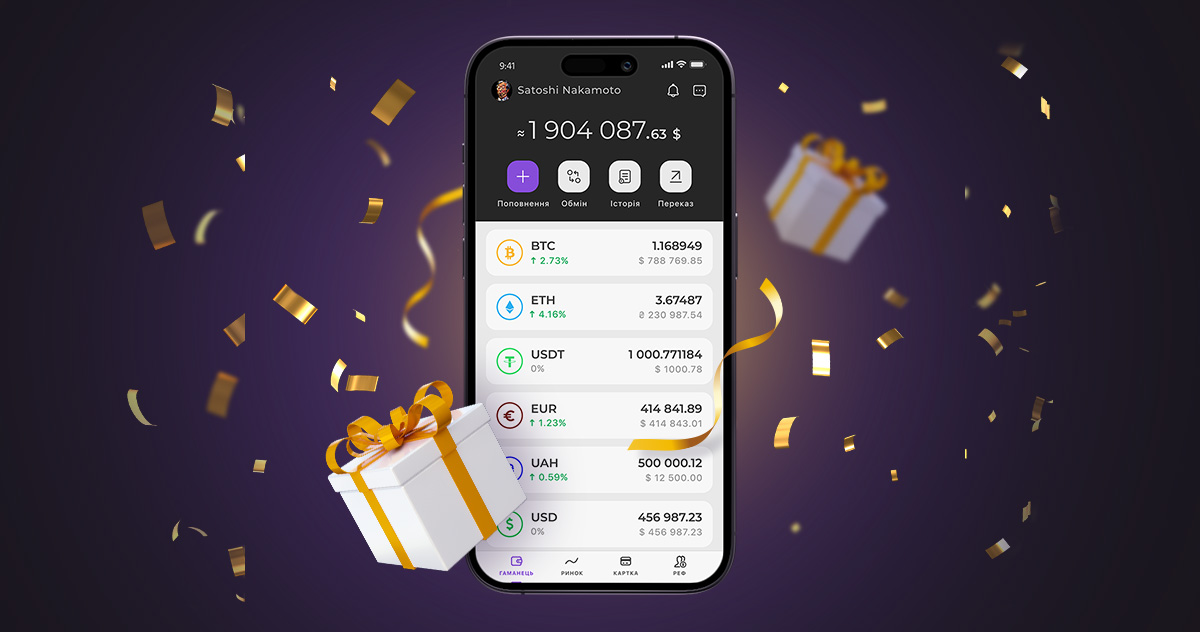 9:41
Satoshi Nakamoto
≈1 904 087.63 $
Поповнення Обмін Історія Переказ
BTC 1.168949
↑ 2.73% $ 788 769.85
ETH 3.67487
↑ 4.16% ₴ 230 987.54
USDT 1 000.771184
0% $ 1000.78
EUR 414 841.89
↑ 1.23% $ 414 843.01
UAH 500 000.12
↑ 0.59% $ 12 500.00
USD 456 987.23
0% $ 456 987.23
ГАМАНЕЦЬ РИНОК КАРТКА РЕФ